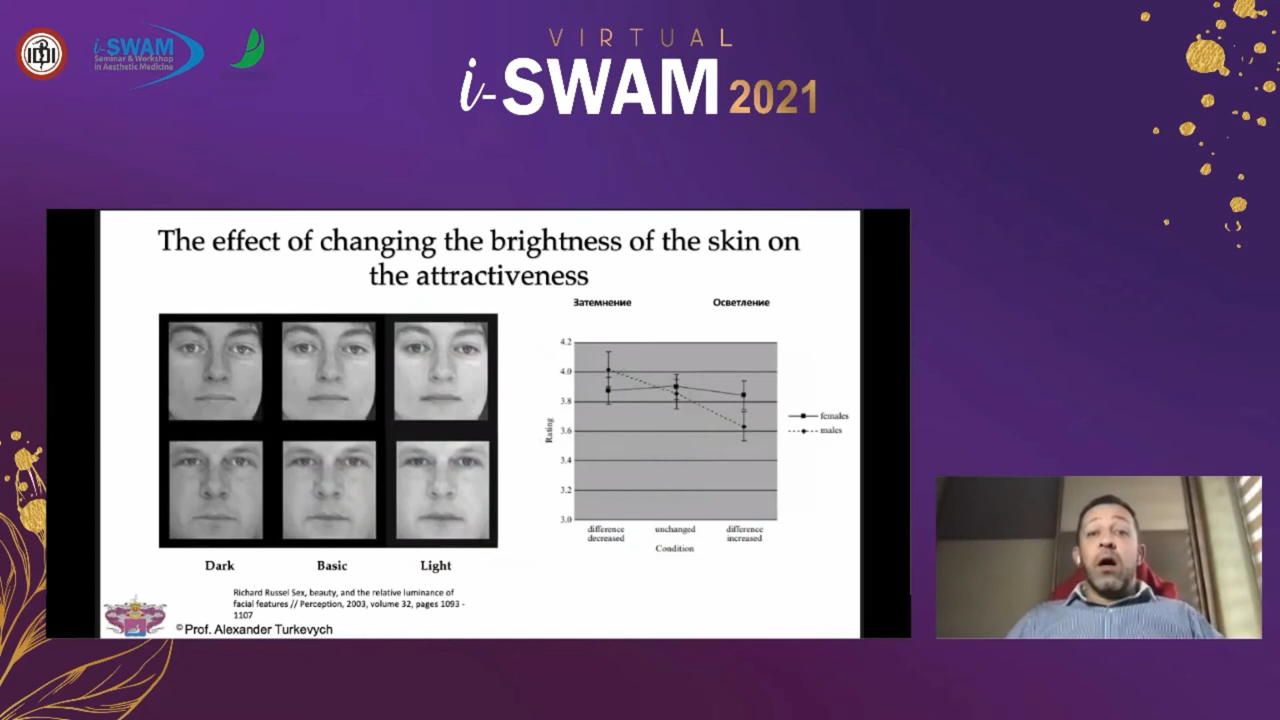 i-SWAM
Seminar & Workshop
in Aesthetic Medicine
VIRTUAL
i-SWAM 2021
The effect of changing the brightness of the skin on
the attractiveness
Затемнение Осветление
4.2
4.0
3.8
3.6
3.4
3.2
3.0
Rating
difference
decreased
unchanged
difference
increased
Condition
females
males
Dark Basic Light
Richard Russel Sex, beauty, and the relative luminance of
facial features // Perception, 2003, volume 32, pages 1093 -
1107
©Prof. Alexander Turkevych